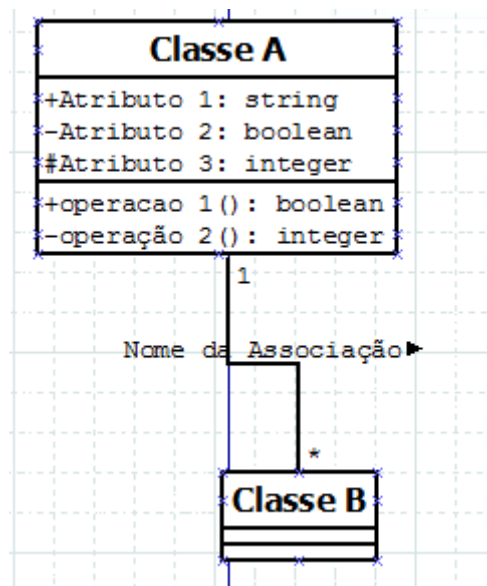 Classe A
+Atributo 1: string
-Atributo 2: boolean
#Atributo 3: integer
+operacao 1(): boolean
-operação 2(): integer
1
Nome da Associação
*
Classe B